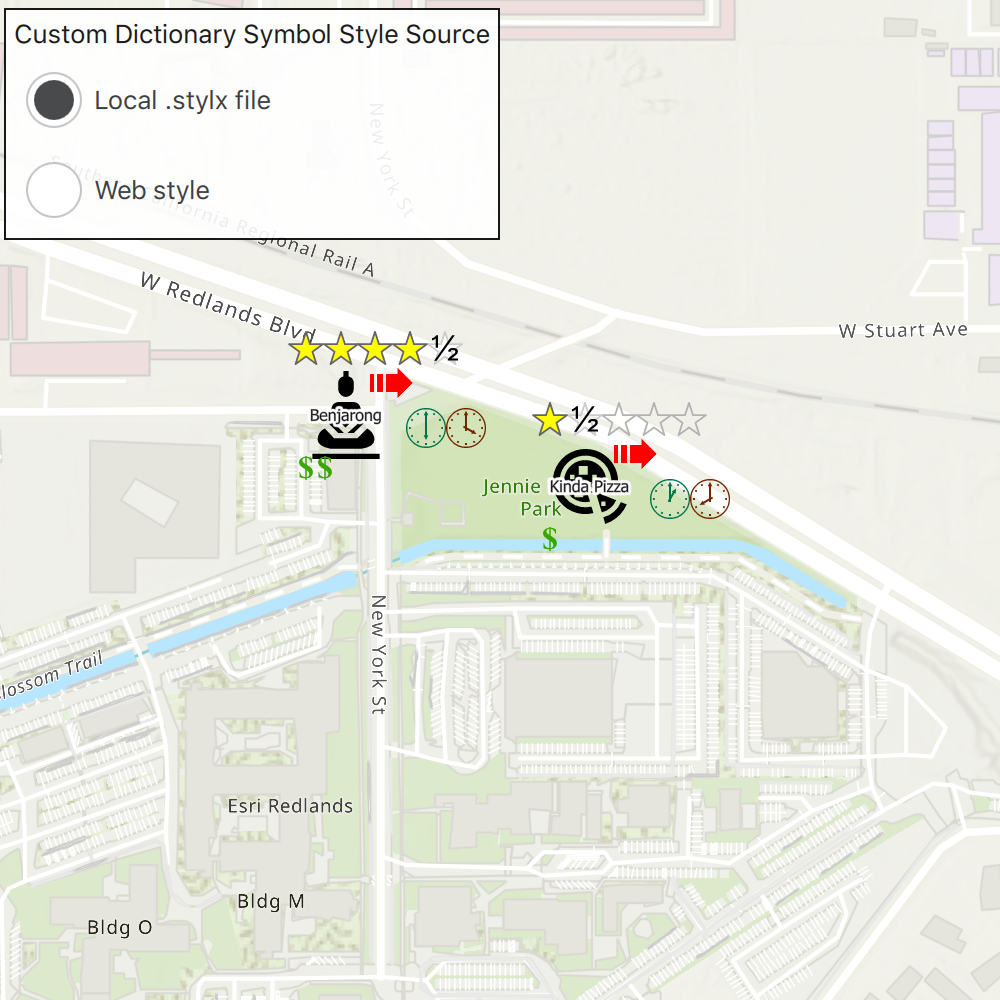 Custom Dictionary Symbol Style Source
Local .stylx file
Web style
New York St
Southern California Regional Rail A
W Redlands Blvd
W Stuart Ave
½
Benjarong
$$
½
Jennie
Park
Kinda Pizza
$
New York St
lossom Trail
Esri Redlands
Bldg M
Bldg O